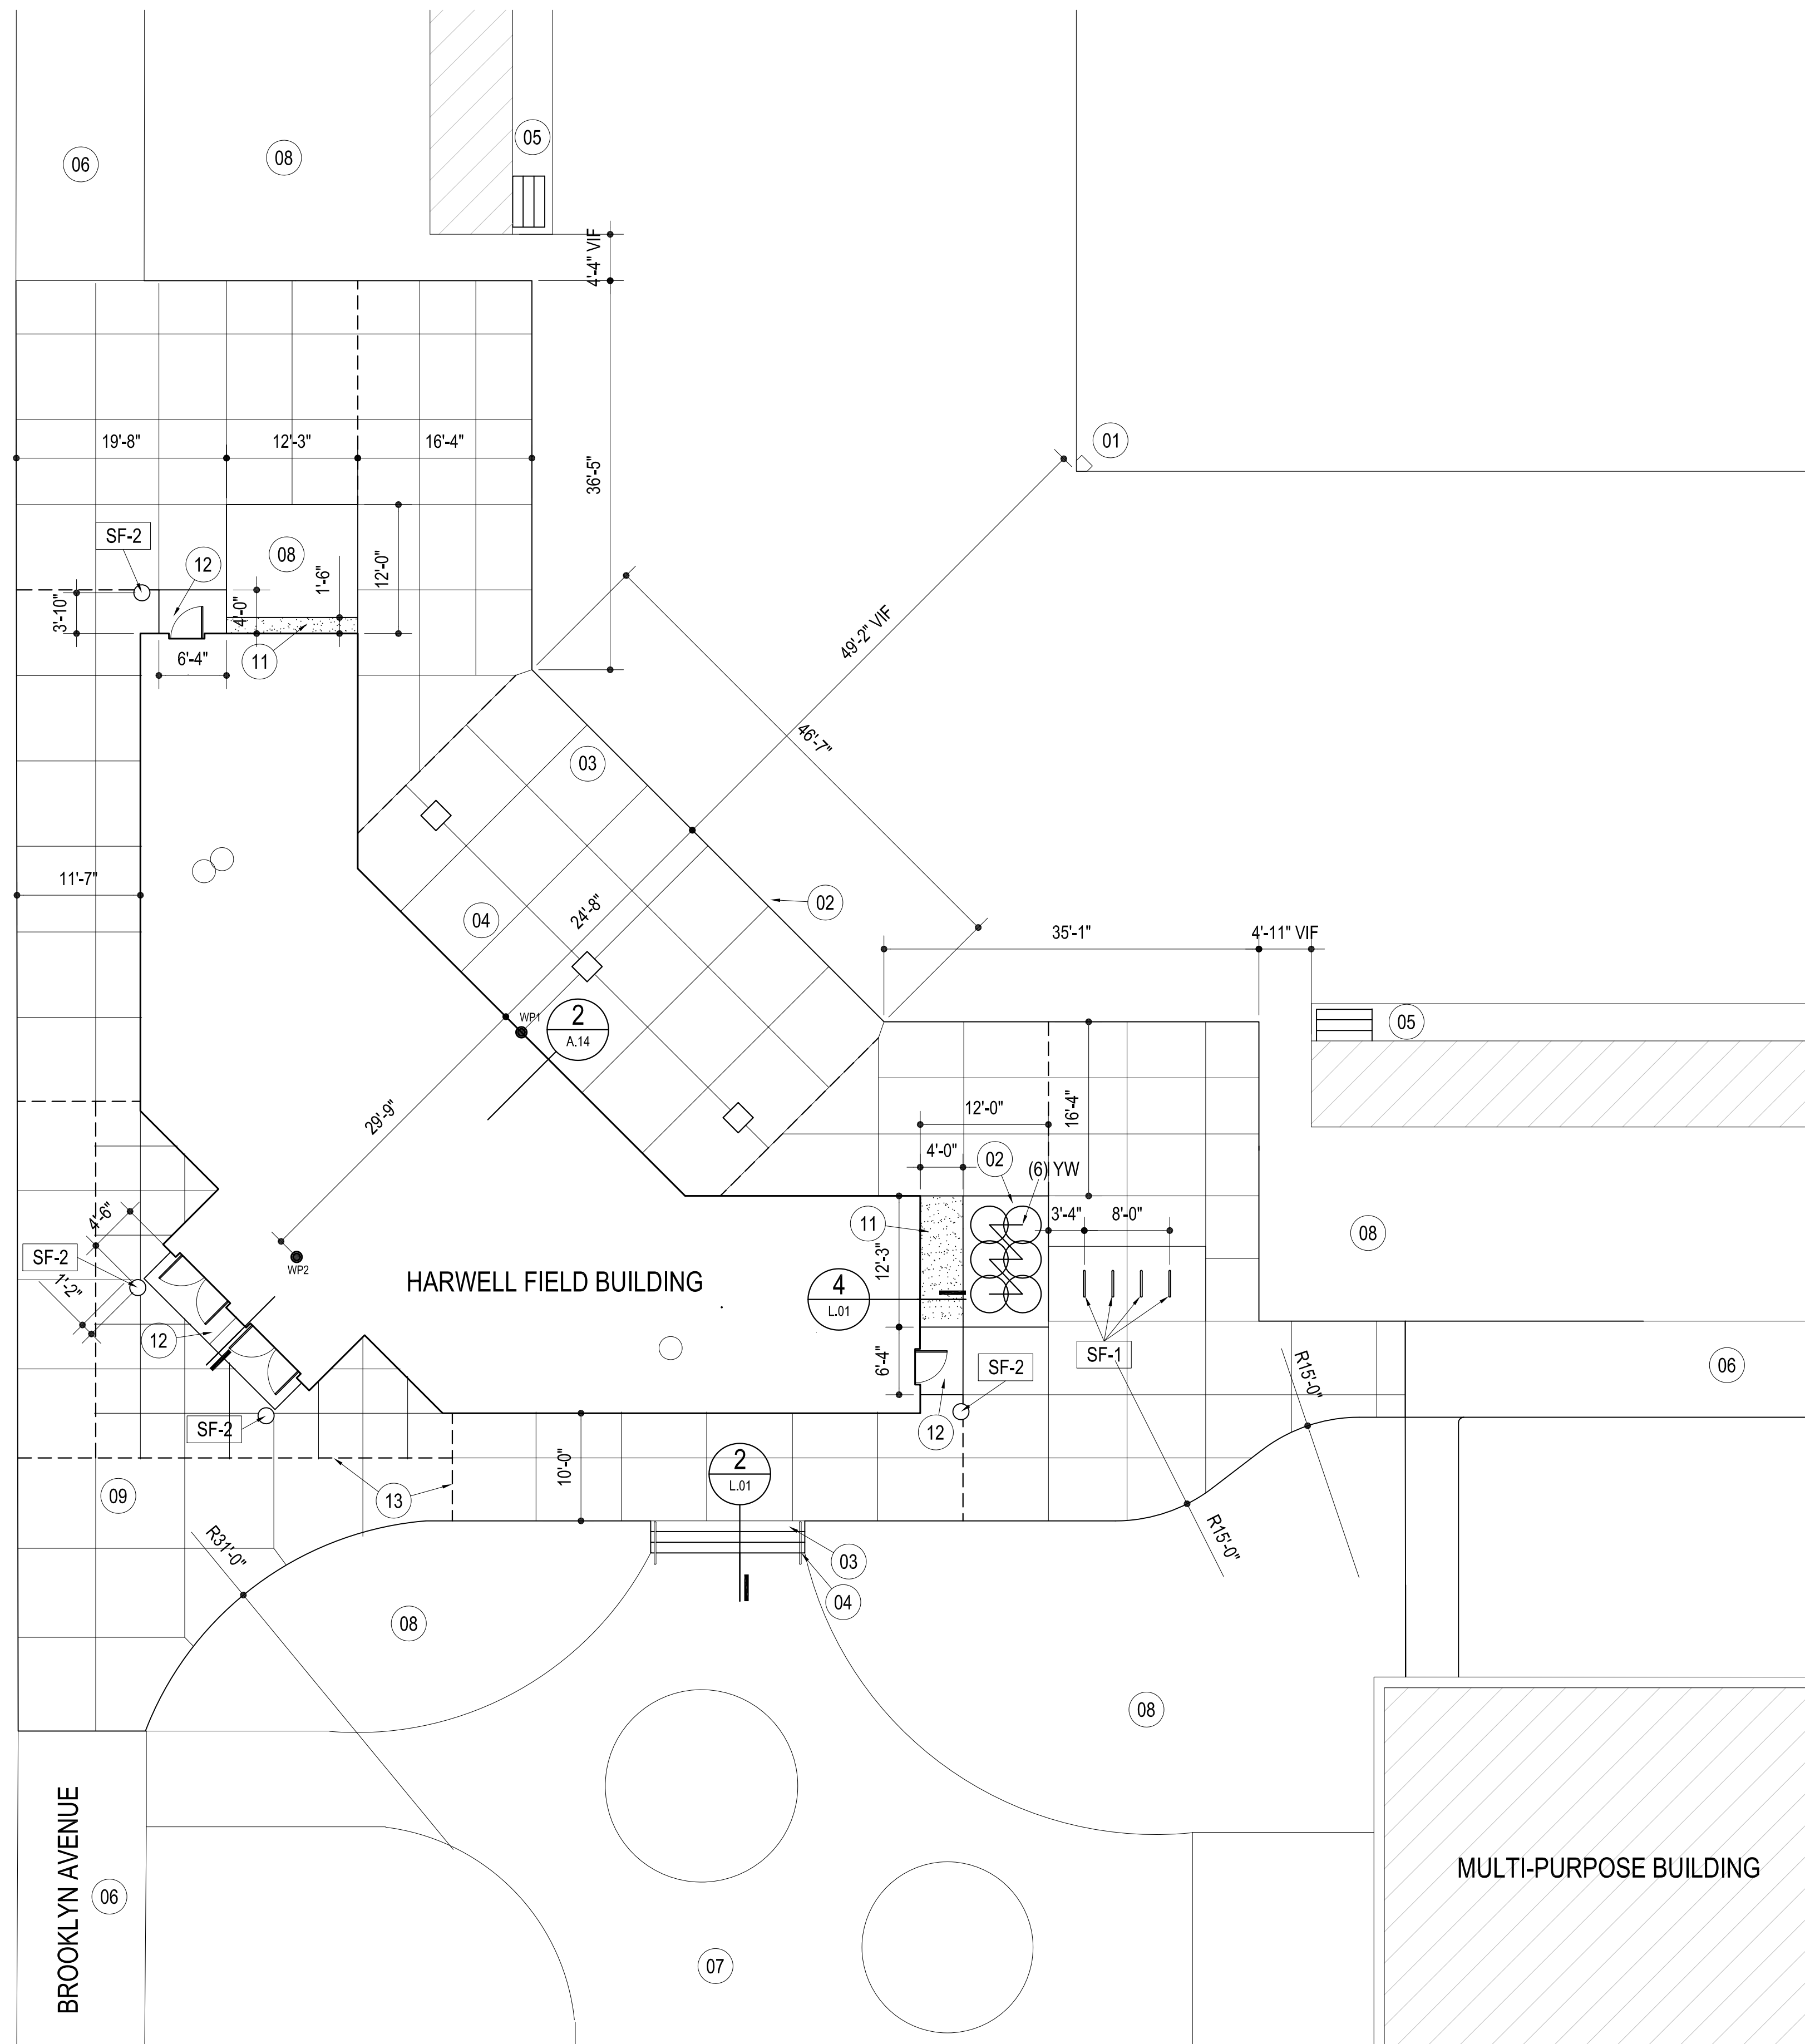 05
06
08
4'-4" VIF
01
19'-8"
12'-3"
16'-4"
36'-5"
SF-2
12
08
1'-6"
12'-0"
3'-10"
4'-0"
6'-4"
11
49'-2" VIF
46'-7"
03
11'-7"
04
24'-8"
02
35'-1"
4'-11" VIF
WP1
2
A.14
05
29'-9"
12'-0"
16'-4"
4'-0"
02
(6) YW
11
3'-4"
8'-0"
08
4'-6"
SF-2
1'-2"
WP2
HARWELL FIELD BUILDING
12'-3"
4
L.01
12
6'-4"
SF-2
SF-1
R15'-0"
06
SF-2
12
10'-0"
2
L.01
09
13
R31'-0"
R15'-0"
03
04
08
08
BROOKLYN AVENUE
06
MULTI-PURPOSE BUILDING
07